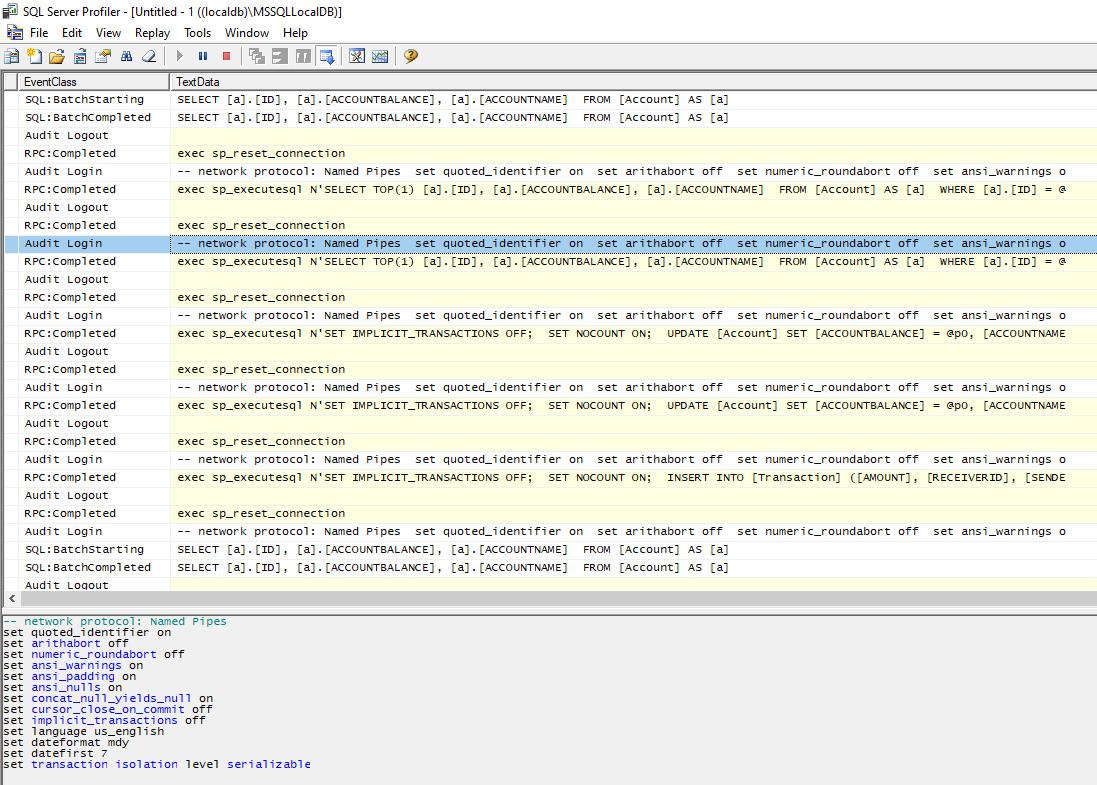 SQL Server Profiler - [Untitled - 1 ((localdb)\MSSQLLocalDB)]
File Edit View Replay Tools Window Help
EventClass TextData
SQL:BatchStarting SELECT [a].[ID], [a].[ACCOUNTBALANCE], [a].[ACCOUNTNAME] FROM [Account] AS [a]
SQL:BatchCompleted SELECT [a].[ID], [a].[ACCOUNTBALANCE], [a].[ACCOUNTNAME] FROM [Account] AS [a]
Audit Logout
RPC:Completed exec sp_reset_connection
Audit Login -- network protocol: Named Pipes set quoted_identifier on set arithabort off set numeric_roundabort off set ansi_warnings o
RPC:Completed exec sp_executesql N'SELECT TOP(1) [a].[ID], [a].[ACCOUNTBALANCE], [a].[ACCOUNTNAME] FROM [Account] AS [a] WHERE [a].[ID] = @
Audit Logout
RPC:Completed exec sp_reset_connection
Audit Login -- network protocol: Named Pipes set quoted_identifier on set arithabort off set numeric_roundabort off set ansi_warnings o
RPC:Completed exec sp_executesql N'SELECT TOP(1) [a].[ID], [a].[ACCOUNTBALANCE], [a].[ACCOUNTNAME] FROM [Account] AS [a] WHERE [a].[ID] = @
Audit Logout
RPC:Completed exec sp_reset_connection
Audit Login -- network protocol: Named Pipes set quoted_identifier on set arithabort off set numeric_roundabort off set ansi_warnings o
RPC:Completed exec sp_executesql N'SET IMPLICIT_TRANSACTIONS OFF; SET NOCOUNT ON; UPDATE [Account] SET [ACCOUNTBALANCE] = @p0, [ACCOUNTNAME
Audit Logout
RPC:Completed exec sp_reset_connection
Audit Login -- network protocol: Named Pipes set quoted_identifier on set arithabort off set numeric_roundabort off set ansi_warnings o
RPC:Completed exec sp_executesql N'SET IMPLICIT_TRANSACTIONS OFF; SET NOCOUNT ON; UPDATE [Account] SET [ACCOUNTBALANCE] = @p0, [ACCOUNTNAME
Audit Logout
RPC:Completed exec sp_reset_connection
Audit Login -- network protocol: Named Pipes set quoted_identifier on set arithabort off set numeric_roundabort off set ansi_warnings o
RPC:Completed exec sp_executesql N'SET IMPLICIT_TRANSACTIONS OFF; SET NOCOUNT ON; INSERT INTO [Transaction] ([AMOUNT], [RECEIVERID], [SENDE
Audit Logout
RPC:Completed exec sp_reset_connection
Audit Login -- network protocol: Named Pipes set quoted_identifier on set arithabort off set numeric_roundabort off set ansi_warnings o
SQL:BatchStarting SELECT [a].[ID], [a].[ACCOUNTBALANCE], [a].[ACCOUNTNAME] FROM [Account] AS [a]
SQL:BatchCompleted SELECT [a].[ID], [a].[ACCOUNTBALANCE], [a].[ACCOUNTNAME] FROM [Account] AS [a]
Audit Logout
-- network protocol: Named Pipes
set quoted_identifier on
set arithabort off
set numeric_roundabort off
set ansi_warnings on
set ansi_padding on
set ansi_nulls on
set concat_null_yields_null on
set cursor_close_on_commit off
set implicit_transactions off
set language us_english
set dateformat mdy
set datefirst 7
set transaction isolation level serializable